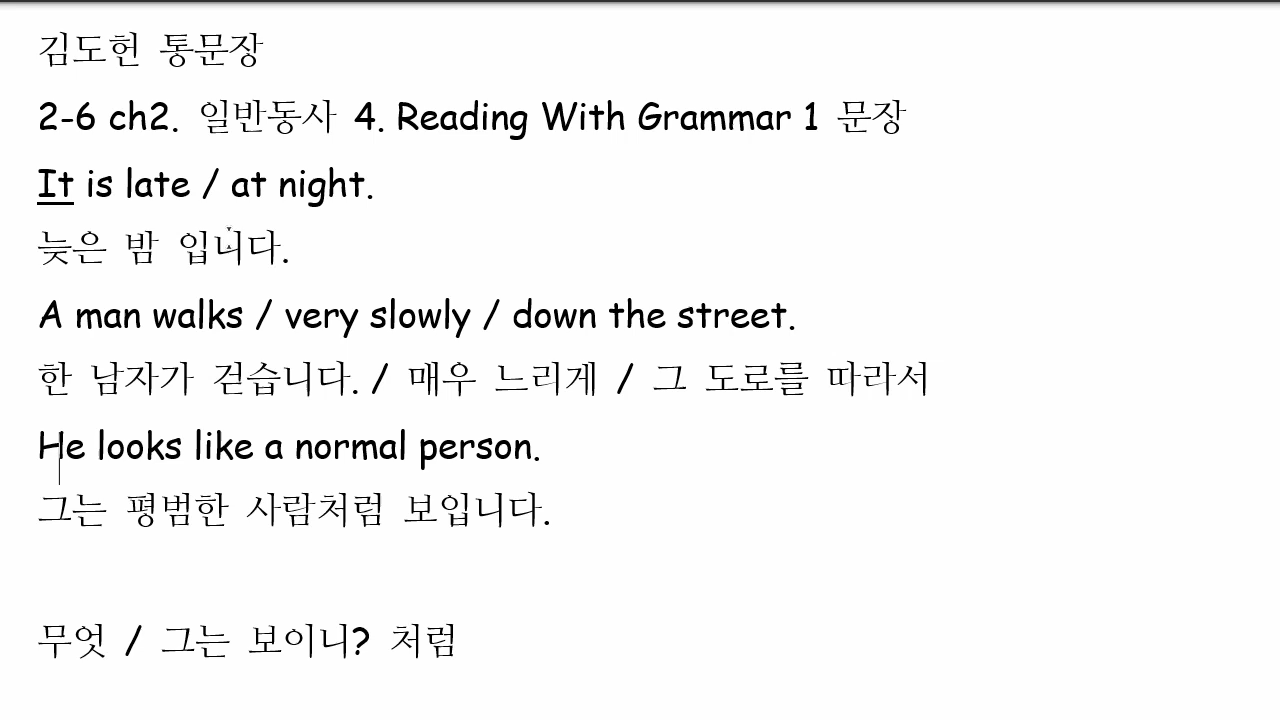 김도헌 통문장
2-6 ch2. 일반동사 4. Reading With Grammar 1 문장
It is late / at night.
늦은 밤 입니다.
A man walks / very slowly / down the street.
한 남자가 걷습니다. / 매우 느리게 / 그 도로를 따라서
He looks like a normal person.
그는 평범한 사람처럼 보입니다.
무엇 / 그는 보이니? 처럼